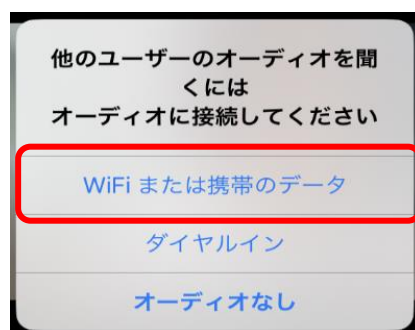 他のユーザーのオーディオを聞
くには
オーディオに接続してください
WiFi または携帯のデータ
ダイヤルイン
オーディオなし